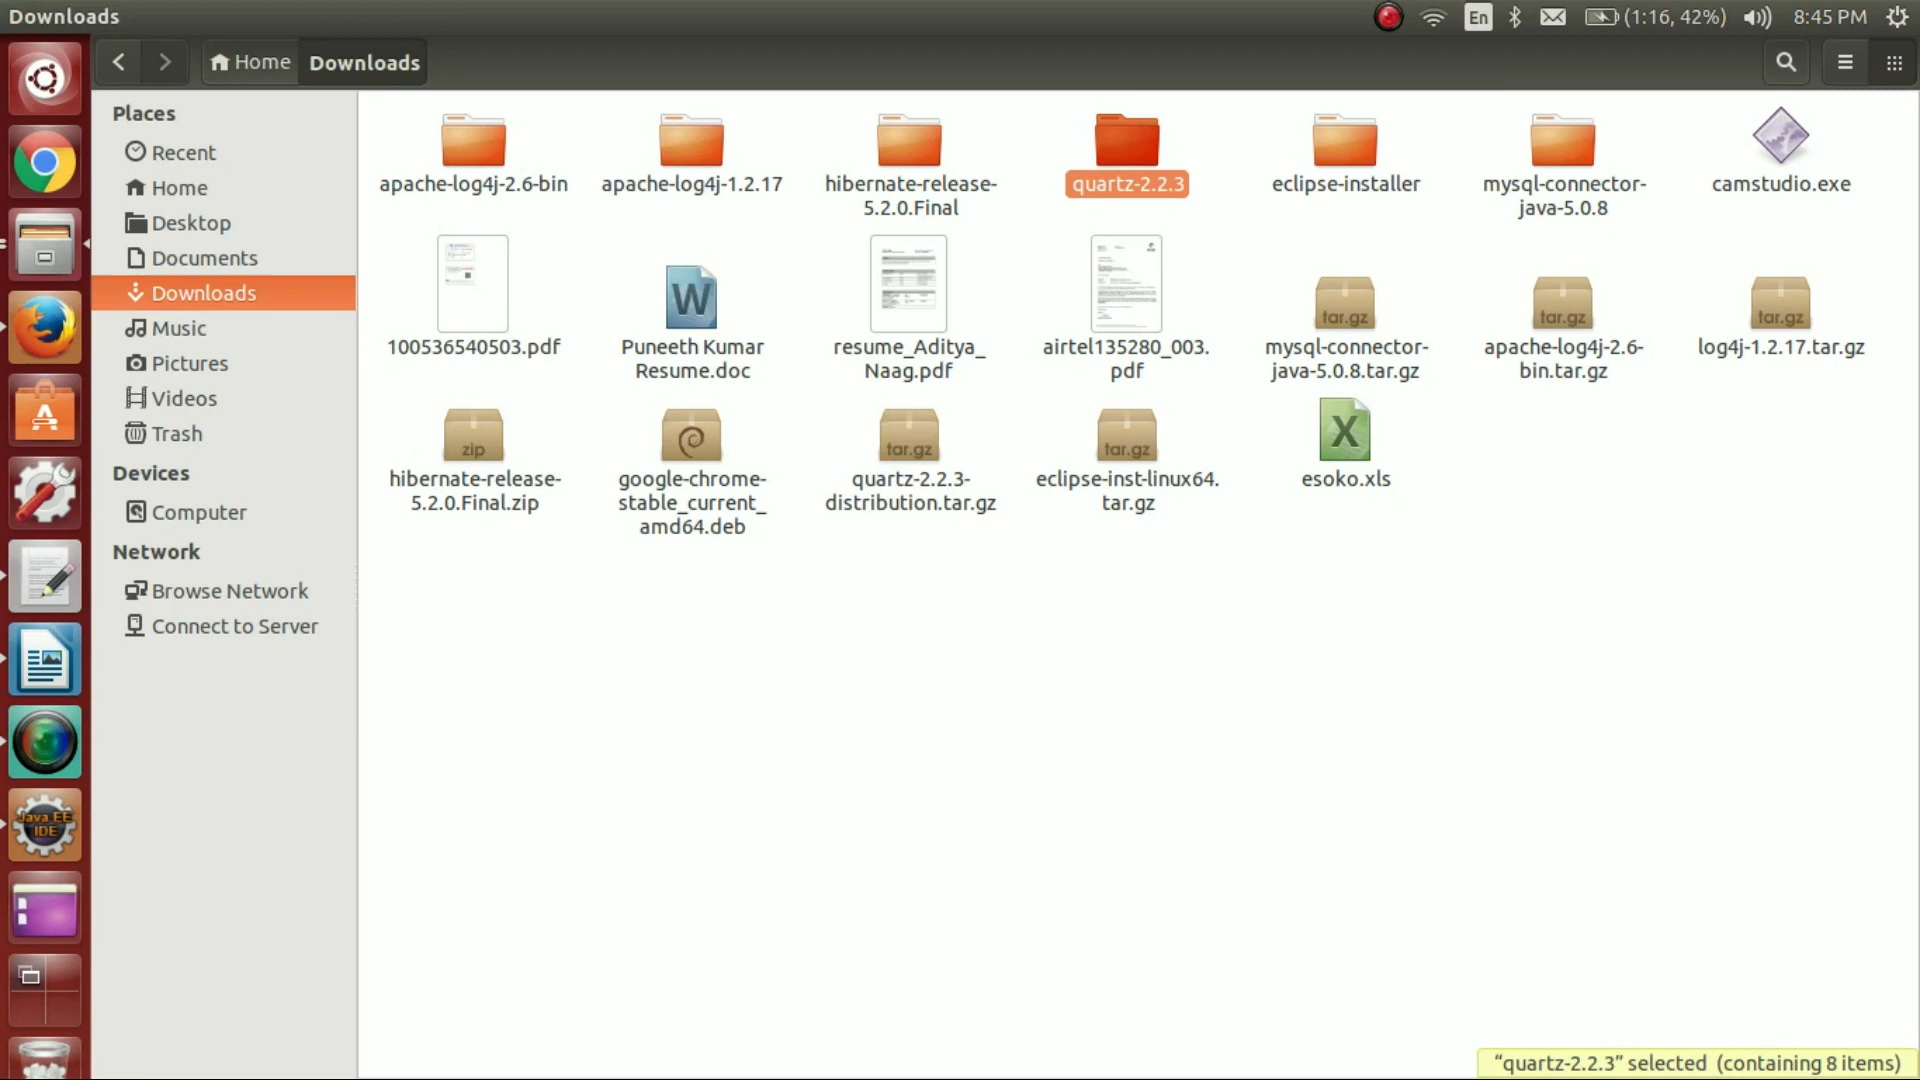 Downloads
En
(1:16, 42%)
8:45 PM
Home
Downloads
Places
Recent
Home
Desktop
Documents
Downloads
Music
Pictures
Videos
Trash
Devices
Computer
Network
Browse Network
Connect to Server
apache-log4j-2.6-bin
apache-log4j-1.2.17
hibernate-release-
5.2.0.Final
quartz-2.2.3
eclipse-installer
mysql-connector-
java-5.0.8
camstudio.exe
100536540503.pdf
W
Puneeth Kumar
Resume.doc
resume_Aditya_
Naag.pdf
airtel135280_003.
pdf
tar.gz
mysql-connector-
java-5.0.8.tar.gz
tar.gz
apache-log4j-2.6-
bin.tar.gz
tar.gz
log4j-1.2.17.tar.gz
zip
hibernate-release-
5.2.0.Final.zip
google-chrome-
stable_current_
amd64.deb
tar.gz
quartz-2.2.3-
distribution.tar.gz
tar.gz
eclipse-inst-linux64.
tar.gz
X
esoko.xls
Java EE
IDE
“quartz-2.2.3” selected (containing 8 items)